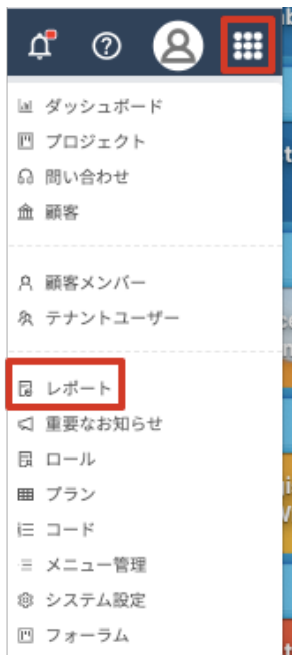 ダッシュボード
プロジェクト
問い合わせ
顧客
顧客メンバー
テナントユーザー
レポート
重要なお知らせ
ロール
プラン
コード
メニュー管理
システム設定
フォーラム